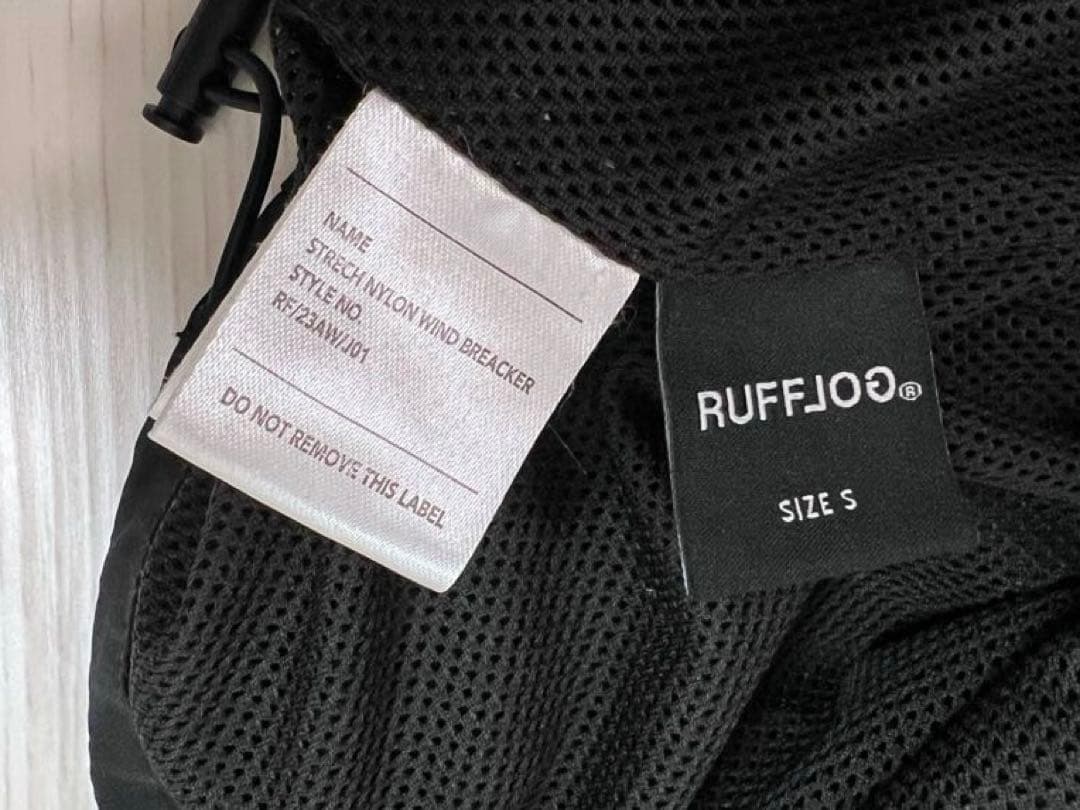 NAME
STRECH NYLON WIND BREACKER
STYLE NO.
RF/23AW/J01
DO NOT REMOVE THIS LABEL
RUFFLOG®
SIZE S